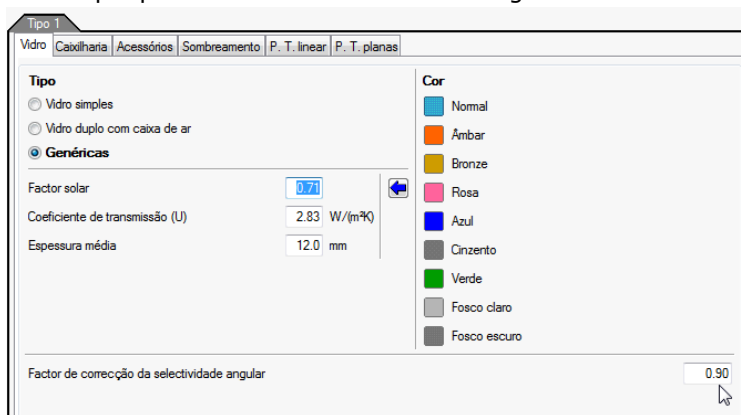 Tipo 1
Vidro Caixilharia Acessórios Sombreamento P. T. linear P. T. planas
Tipo
Vidro simples
Vidro duplo com caixa de ar
Genéricas
Factor solar 0.71
Coeficiente de transmissão (U) 2.83 W/(m²K)
Espessura média 12.0 mm
Cor
Normal
Âmbar
Bronze
Rosa
Azul
Cinzento
Verde
Fosco claro
Fosco escuro
Factor de correcção da selectividade angular 0.90